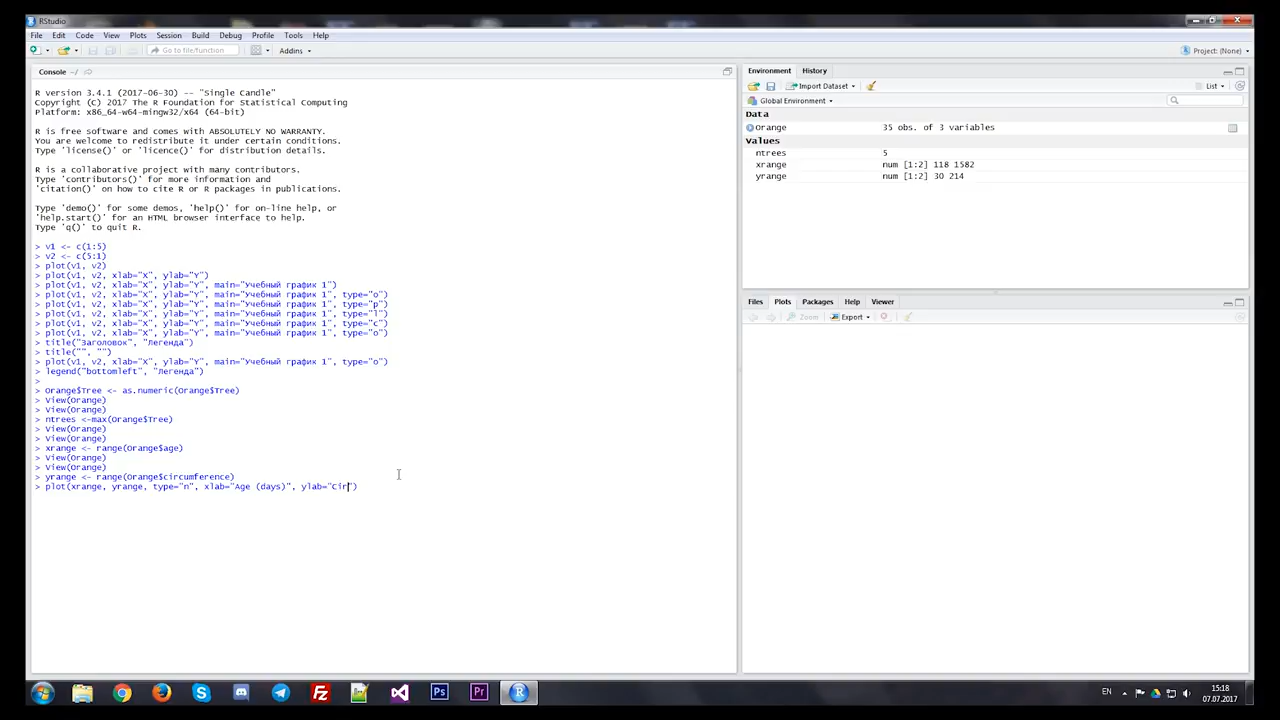 RStudio
File Edit Code View Plots Session Build Debug Profile Tools Help
Go to file/function Addins Project: (None)
Console ~/
R version 3.4.1 (2017-06-30) -- "Single Candle"
Copyright (C) 2017 The R Foundation for Statistical Computing
Platform: x86_64-w64-mingw32/x64 (64-bit)
R is free software and comes with ABSOLUTELY NO WARRANTY.
You are welcome to redistribute it under certain conditions.
Type 'license()' or 'licence()' for distribution details.
R is a collaborative project with many contributors.
Type 'contributors()' for more information and
'citation()' on how to cite R or R packages in publications.
Type 'demo()' for some demos, 'help()' for on-line help, or
'help.start()' for an HTML browser interface to help.
Type 'q()' to quit R.
> v1 <- c(1:5)
> v2 <- c(5:1)
> plot(v1, v2)
> plot(v1, v2, xlab="X", ylab="Y")
> plot(v1, v2, xlab="X", ylab="Y", main="Учебный график 1")
> plot(v1, v2, xlab="X", ylab="Y", main="Учебный график 1", type="o")
> plot(v1, v2, xlab="X", ylab="Y", main="Учебный график 1", type="p")
> plot(v1, v2, xlab="X", ylab="Y", main="Учебный график 1", type="l")
> plot(v1, v2, xlab="X", ylab="Y", main="Учебный график 1", type="c")
> plot(v1, v2, xlab="X", ylab="Y", main="Учебный график 1", type="o")
> title("Заголовок", "Легенда")
> title("", "")
> plot(v1, v2, xlab="X", ylab="Y", main="Учебный график 1", type="o")
> legend("bottomleft", "Легенда")
>
> Orange$Tree <- as.numeric(Orange$Tree)
> View(Orange)
> View(Orange)
> ntrees <-max(Orange$Tree)
> View(Orange)
> View(Orange)
> xrange <- range(Orange$age)
> View(Orange)
> View(Orange)
> yrange <- range(Orange$circumference)
> plot(xrange, yrange, type="n", xlab="Age (days)", ylab="Cir")
Environment History
Import Dataset List
Global Environment
Data
Orange 35 obs. of 3 variables
Values
ntrees 5
xrange num [1:2] 118 1582
yrange num [1:2] 30 214
Files Plots Packages Help Viewer
Zoom Export
EN
15:18
07.07.2017